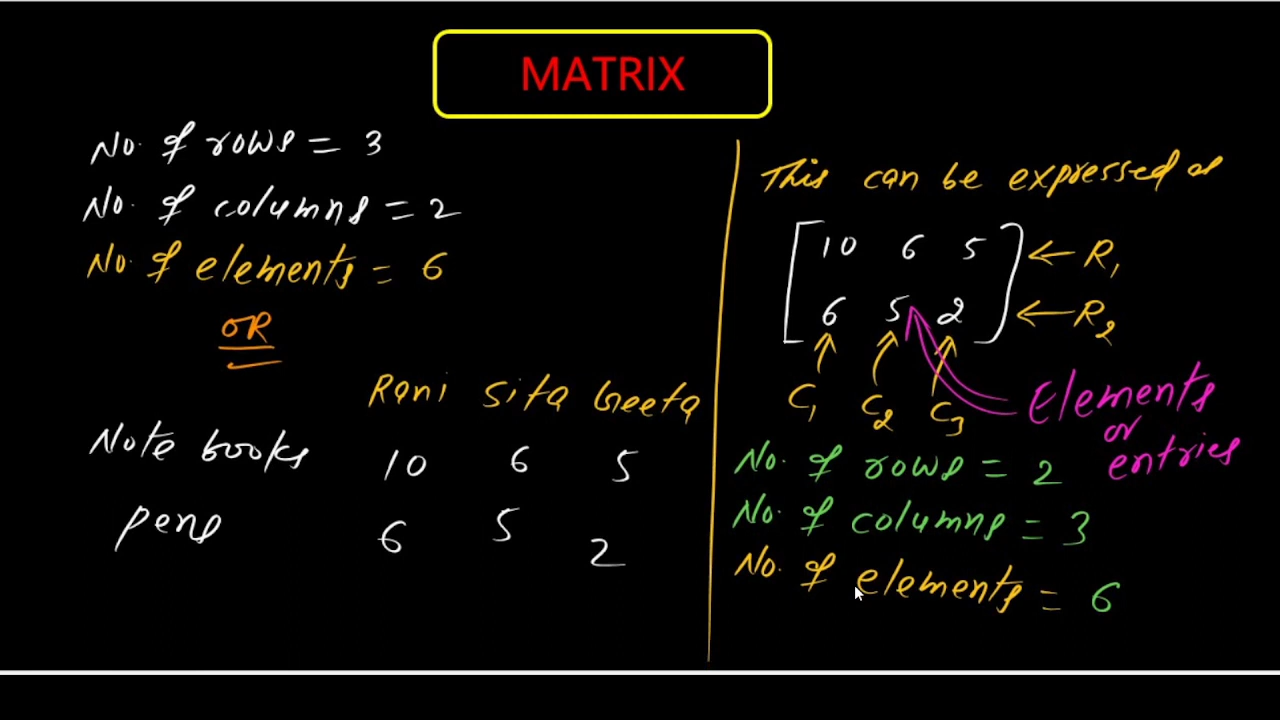 MATRIX
No. of rows = 3
No. of columns = 2
No. of elements = 6
OR
Rani Sita Geeta
Note books 10 6 5
pens 6 5 2
This can be expressed as
10 6 5 ← R1
6 5 2 ← R2
C1 C2 C3
Elements
or
entries
No. of rows = 2
No. of columns = 3
No. of elements = 6